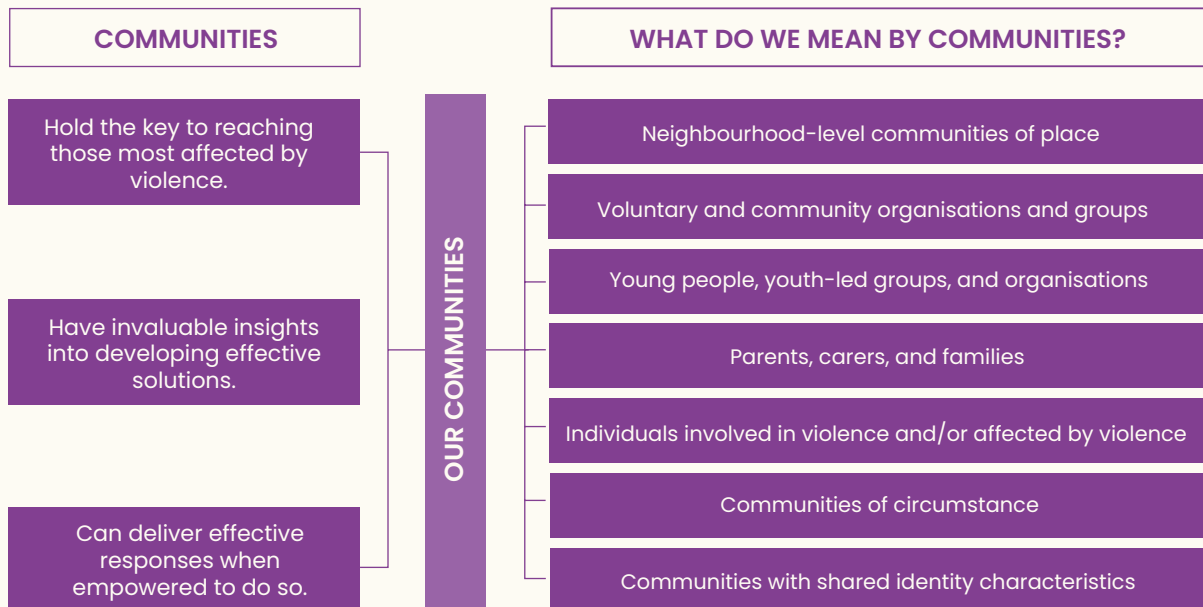 COMMUNITIES
Hold the key to reaching
those most affected by
violence.
Have invaluable insights
into developing effective
solutions.
Can deliver effective
responses when
empowered to do so.
OUR COMMUNITIES
WHAT DO WE MEAN BY COMMUNITIES?
Neighbourhood-level communities of place
Voluntary and community organisations and groups
Young people, youth-led groups, and organisations
Parents, carers, and families
Individuals involved in violence and/or affected by violence
Communities of circumstance
Communities with shared identity characteristics